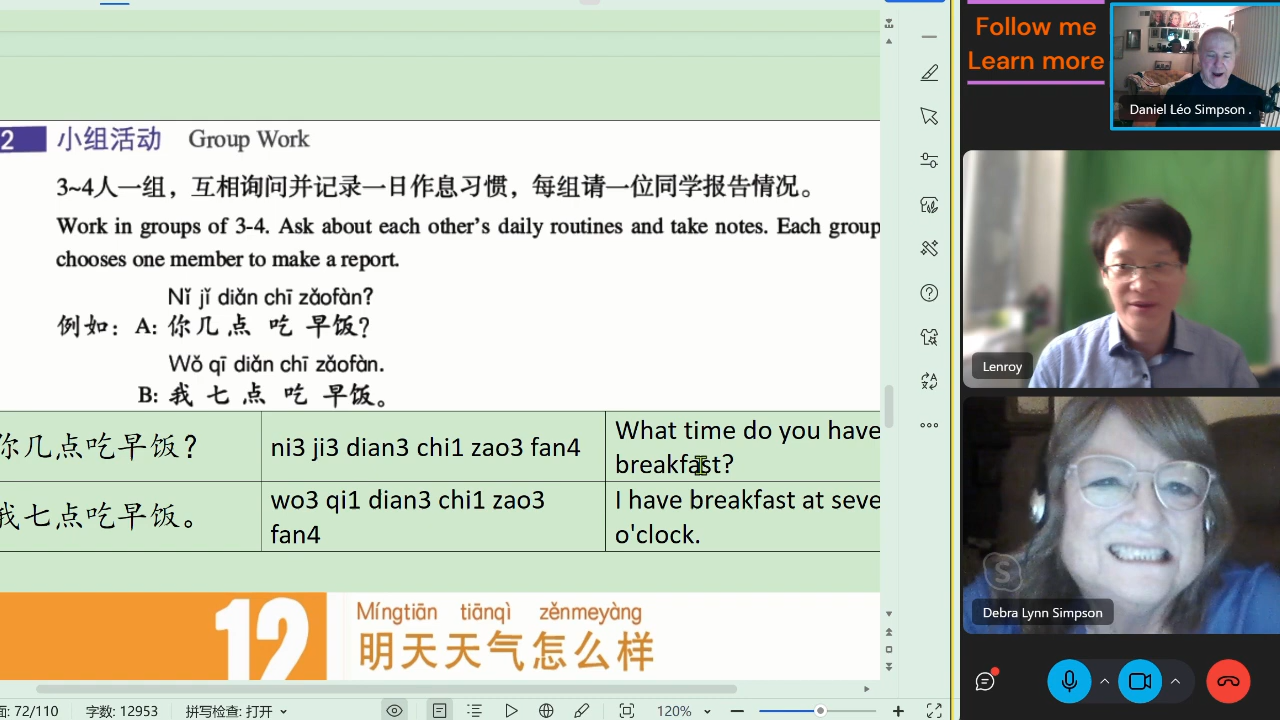 2 小组活动 Group Work
3~4人一组，互相询问并记录一日作息习惯，每组请一位同学报告情况。
Work in groups of 3-4. Ask about each other's daily routines and take notes. Each group
chooses one member to make a report.
Nǐ jǐ diǎn chī zǎofàn?
例如：A: 你几点吃早饭?
Wǒ qī diǎn chī zǎofàn.
B: 我七点吃早饭。
你几点吃早饭？ ni3 ji3 dian3 chi1 zao3 fan4
What time do you have
breakfast?
我七点吃早饭。
wo3 qi1 dian3 chi1 zao3
fan4
I have breakfast at seve
o'clock.
12
Míngtiān tiānqì zěnmeyàng
明天天气怎么样
面: 72/110 字数: 12953 拼写检查: 打开 120%
Follow me
Learn more
Daniel Léo Simpson .
Lenroy
Debra Lynn Simpson